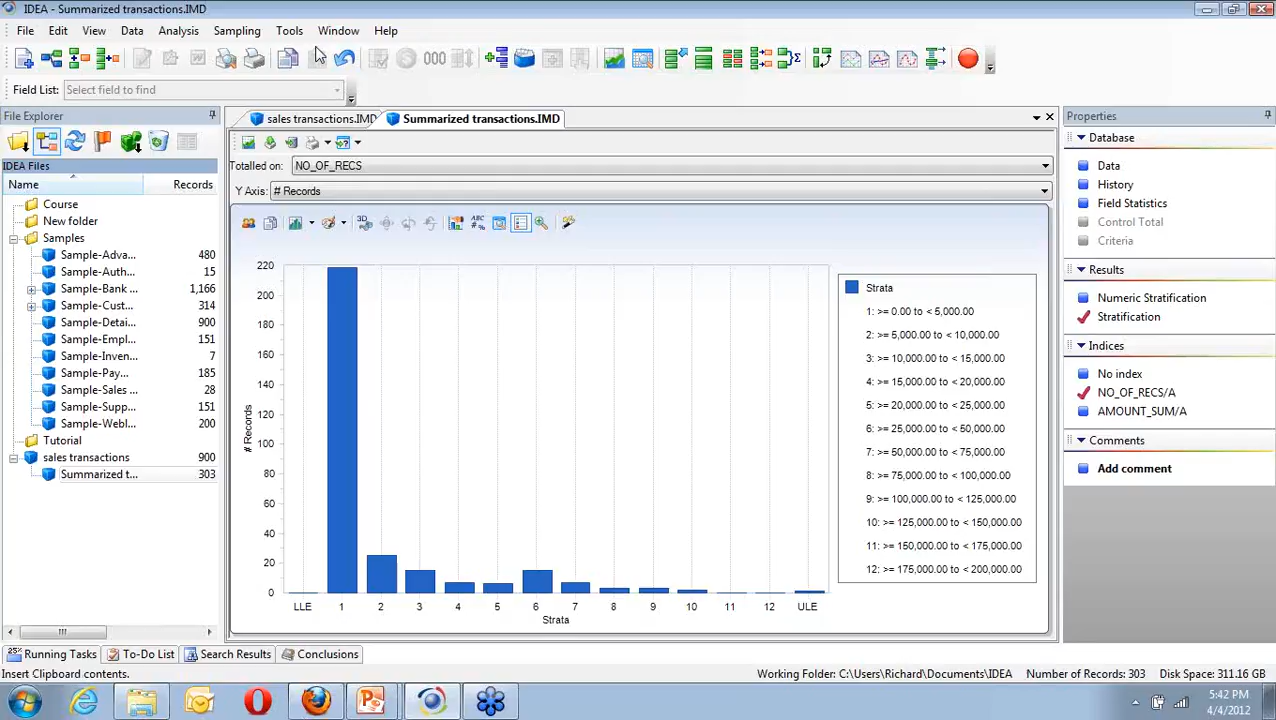 IDEA - Summarized transactions.IMD
File Edit View Data Analysis Sampling Tools Window Help
Field List: Select field to find
File Explorer
IDEA Files
Name Records
Course
New folder
Samples
Sample-Adva... 480
Sample-Auth... 15
Sample-Bank ... 1,166
Sample-Cust... 314
Sample-Detai... 900
Sample-Empl... 151
Sample-Inven... 7
Sample-Pay... 185
Sample-Sales ... 28
Sample-Supp... 151
Sample-Webl... 200
Tutorial
sales transactions 900
Summarized t... 303
sales transactions.IMD Summarized transactions.IMD
Totalled on: NO_OF_RECS
Y Axis: # Records
3D
ABC
# Records
220
200
180
160
140
120
100
80
60
40
20
0
LLE 1 2 3 4 5 6 7 8 9 10 11 12 ULE
Strata
Strata
1: >= 0.00 to < 5,000.00
2: >= 5,000.00 to < 10,000.00
3: >= 10,000.00 to < 15,000.00
4: >= 15,000.00 to < 20,000.00
5: >= 20,000.00 to < 25,000.00
6: >= 25,000.00 to < 50,000.00
7: >= 50,000.00 to < 75,000.00
8: >= 75,000.00 to < 100,000.00
9: >= 100,000.00 to < 125,000.00
10: >= 125,000.00 to < 150,000.00
11: >= 150,000.00 to < 175,000.00
12: >= 175,000.00 to < 200,000.00
Properties
Database
Data
History
Field Statistics
Control Total
Criteria
Results
Numeric Stratification
Stratification
Indices
No index
NO_OF_RECS/A
AMOUNT_SUM/A
Comments
Add comment
Running Tasks To-Do List Search Results Conclusions
Insert Clipboard contents. Working Folder: C:\Users\Richard\Documents\IDEA Number of Records: 303 Disk Space: 311.16 GB
5:42 PM
4/4/2012